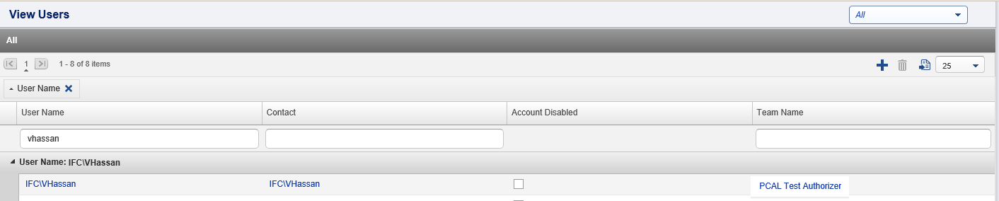 View Users
All
All
1
1 - 8 of 8 items
25
User Name
User Name Contact Account Disabled Team Name
vhassan
User Name: IFC\VHassan
IFC\VHassan IFC\VHassan PCAL Test Authorizer